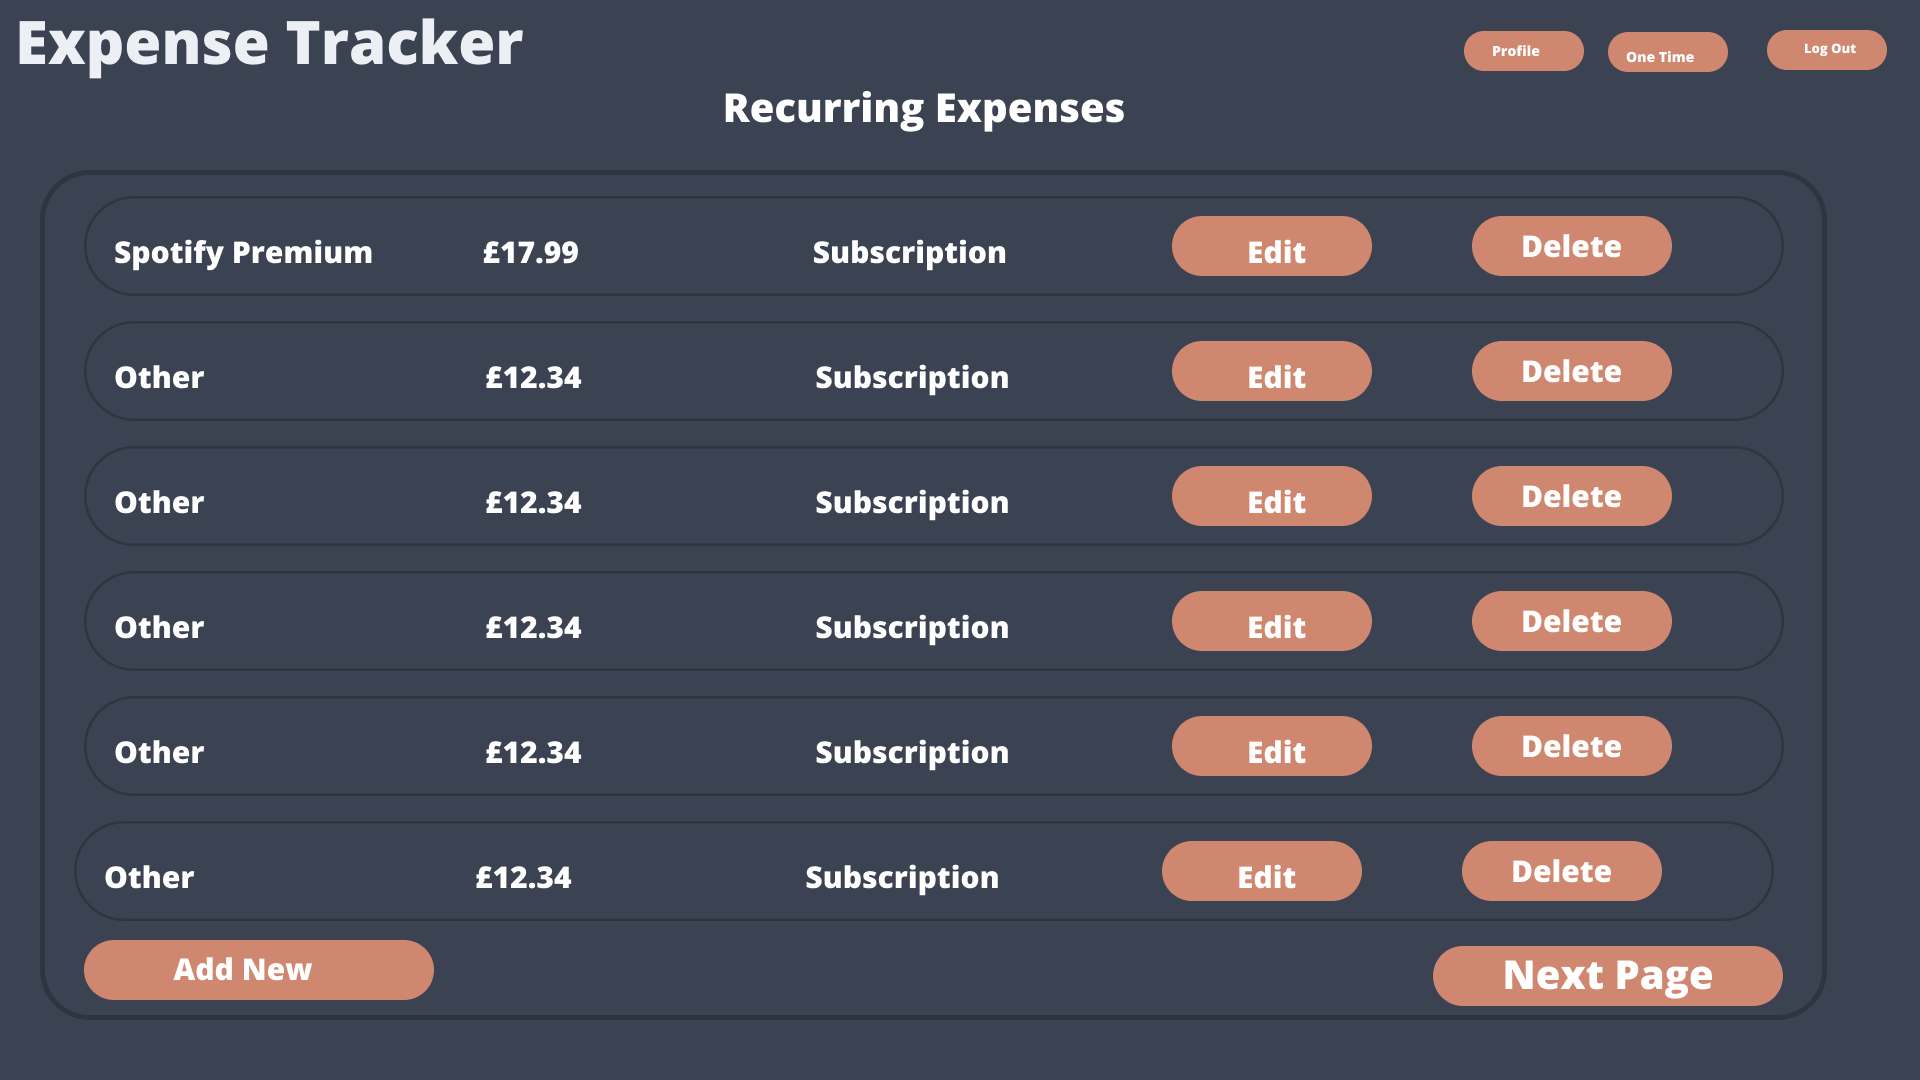 Expense Tracker
Profile
One Time
Log Out
Recurring Expenses
Spotify Premium £17.99 Subscription Edit Delete
Other £12.34 Subscription Edit Delete
Other £12.34 Subscription Edit Delete
Other £12.34 Subscription Edit Delete
Other £12.34 Subscription Edit Delete
Other £12.34 Subscription Edit Delete
Add New
Next Page